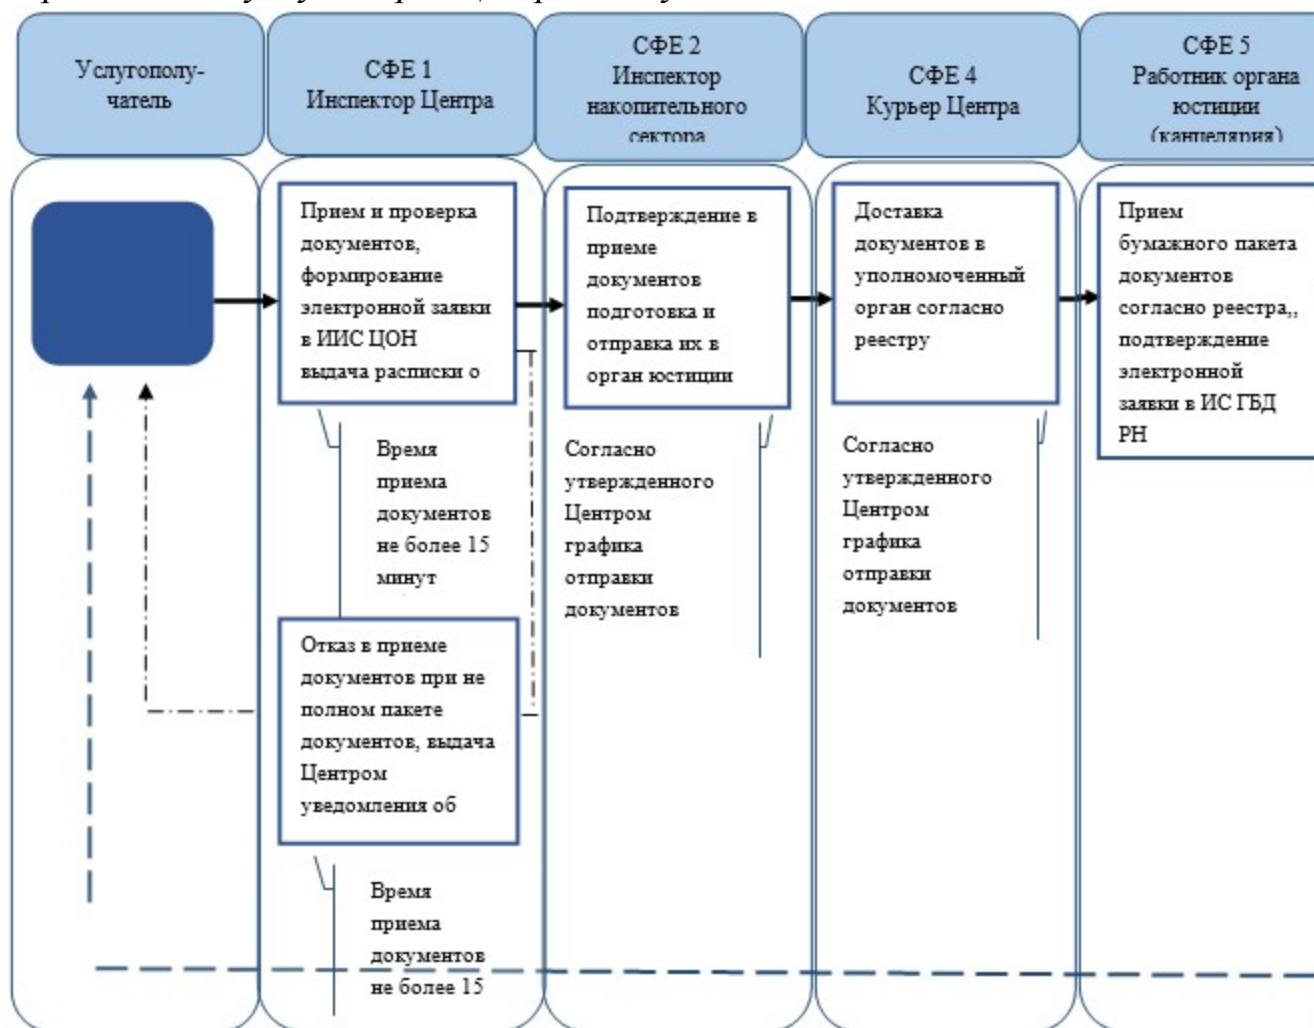 Услугополу-
чатель
СФЕ 1
Инспектор Центра
СФЕ 2
Инспектор
накопительного
сектора
СФЕ 4
Курьер Центра
СФЕ 5
Работник органа
юстиции
(канцелярия)
Прием и проверка
документов,
формирование
электронной заявки
в ИИС ЦОН
выдача расписки о
Время
приема
документов
не более 15
минут
Отказ в приеме
документов при не
полном пакете
документов, выдача
Центром
уведомления об
Время
приема
документов
не более 15
Подтверждение в
приеме
документов
подготовка и
отправка их в
орган юстиции
Согласно
утвержденного
Центром
графика
отправки
документов
Доставка
документов в
уполномоченный
орган согласно
реестру
Согласно
утвержденного
Центром
графика
отправки
документов
Прием
бумажного пакета
документов
согласно реестра,,
подтверждение
электронной
заявки в ИС ГБД
РН